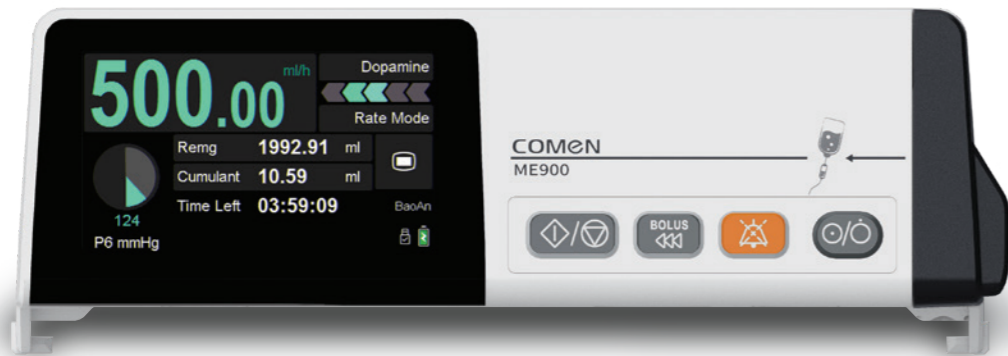 500.00 ml/h
Dopamine
Rate Mode
Remg 1992.91 ml
Cumulant 10.59 ml
Time Left 03:59:09
BaoAn
124
P6 mmHg
COMEN
ME900
BOLUS